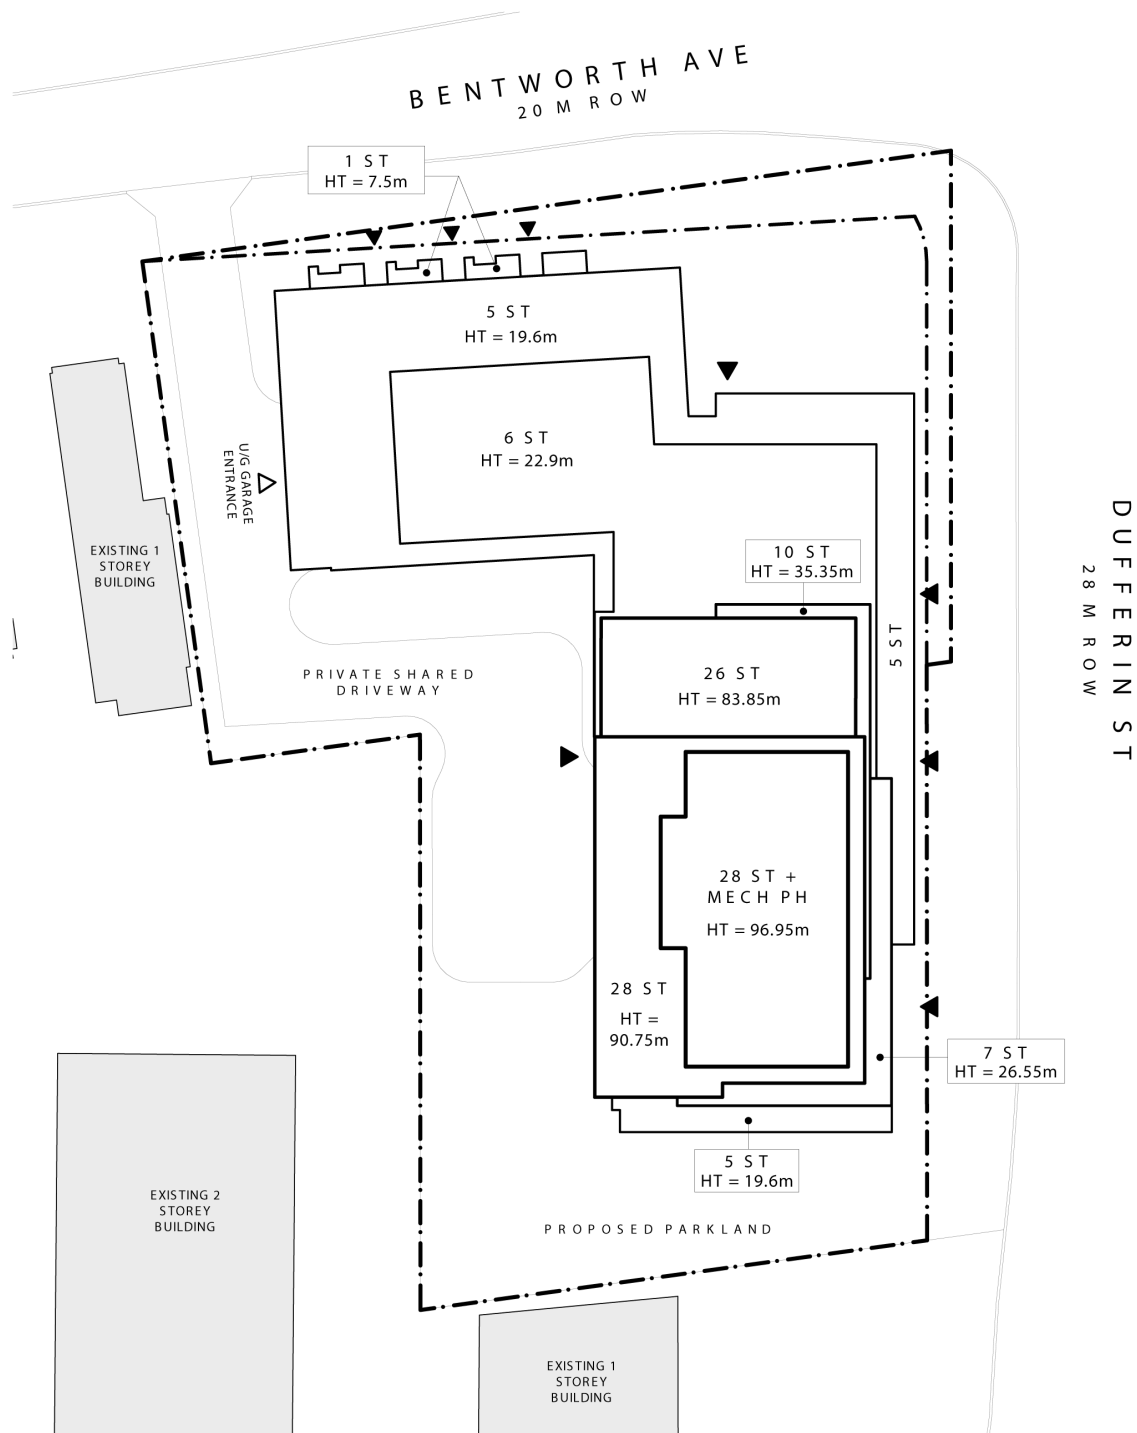 BENTWORTH AVE
20 M ROW
1 ST
HT = 7.5m
5 ST
HT = 19.6m
6 ST
HT = 22.9m
U/G GARAGE
ENTRANCE
EXISTING 1
STOREY
BUILDING
10 ST
HT = 35.35m
DUFFERIN ST
28 M ROW
5 ST
PRIVATE SHARED
DRIVEWAY
26 ST
HT = 83.85m
28 ST +
MECH PH
HT = 96.95m
28 ST
HT =
90.75m
7 ST
HT = 26.55m
5 ST
HT = 19.6m
EXISTING 2
STOREY
BUILDING
PROPOSED PARKLAND
EXISTING 1
STOREY
BUILDING